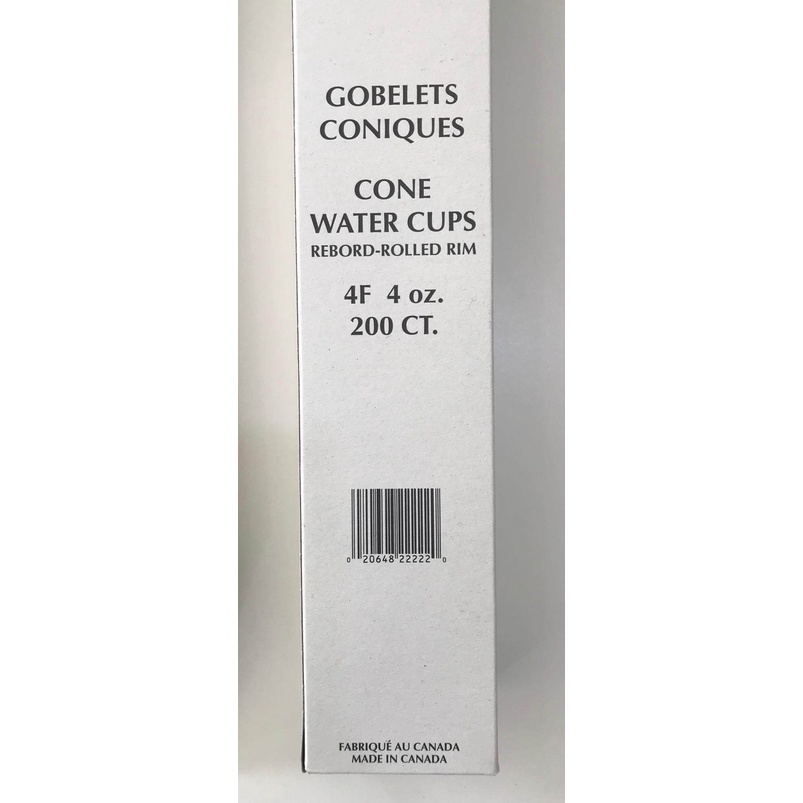 GOBELETS
CONIQUES
CONE
WATER CUPS
REBORD-ROLLED RIM
4F 4 oz.
200 CT.
0 20648 22222 0
FABRIQUÉ AU CANADA
MADE IN CANADA